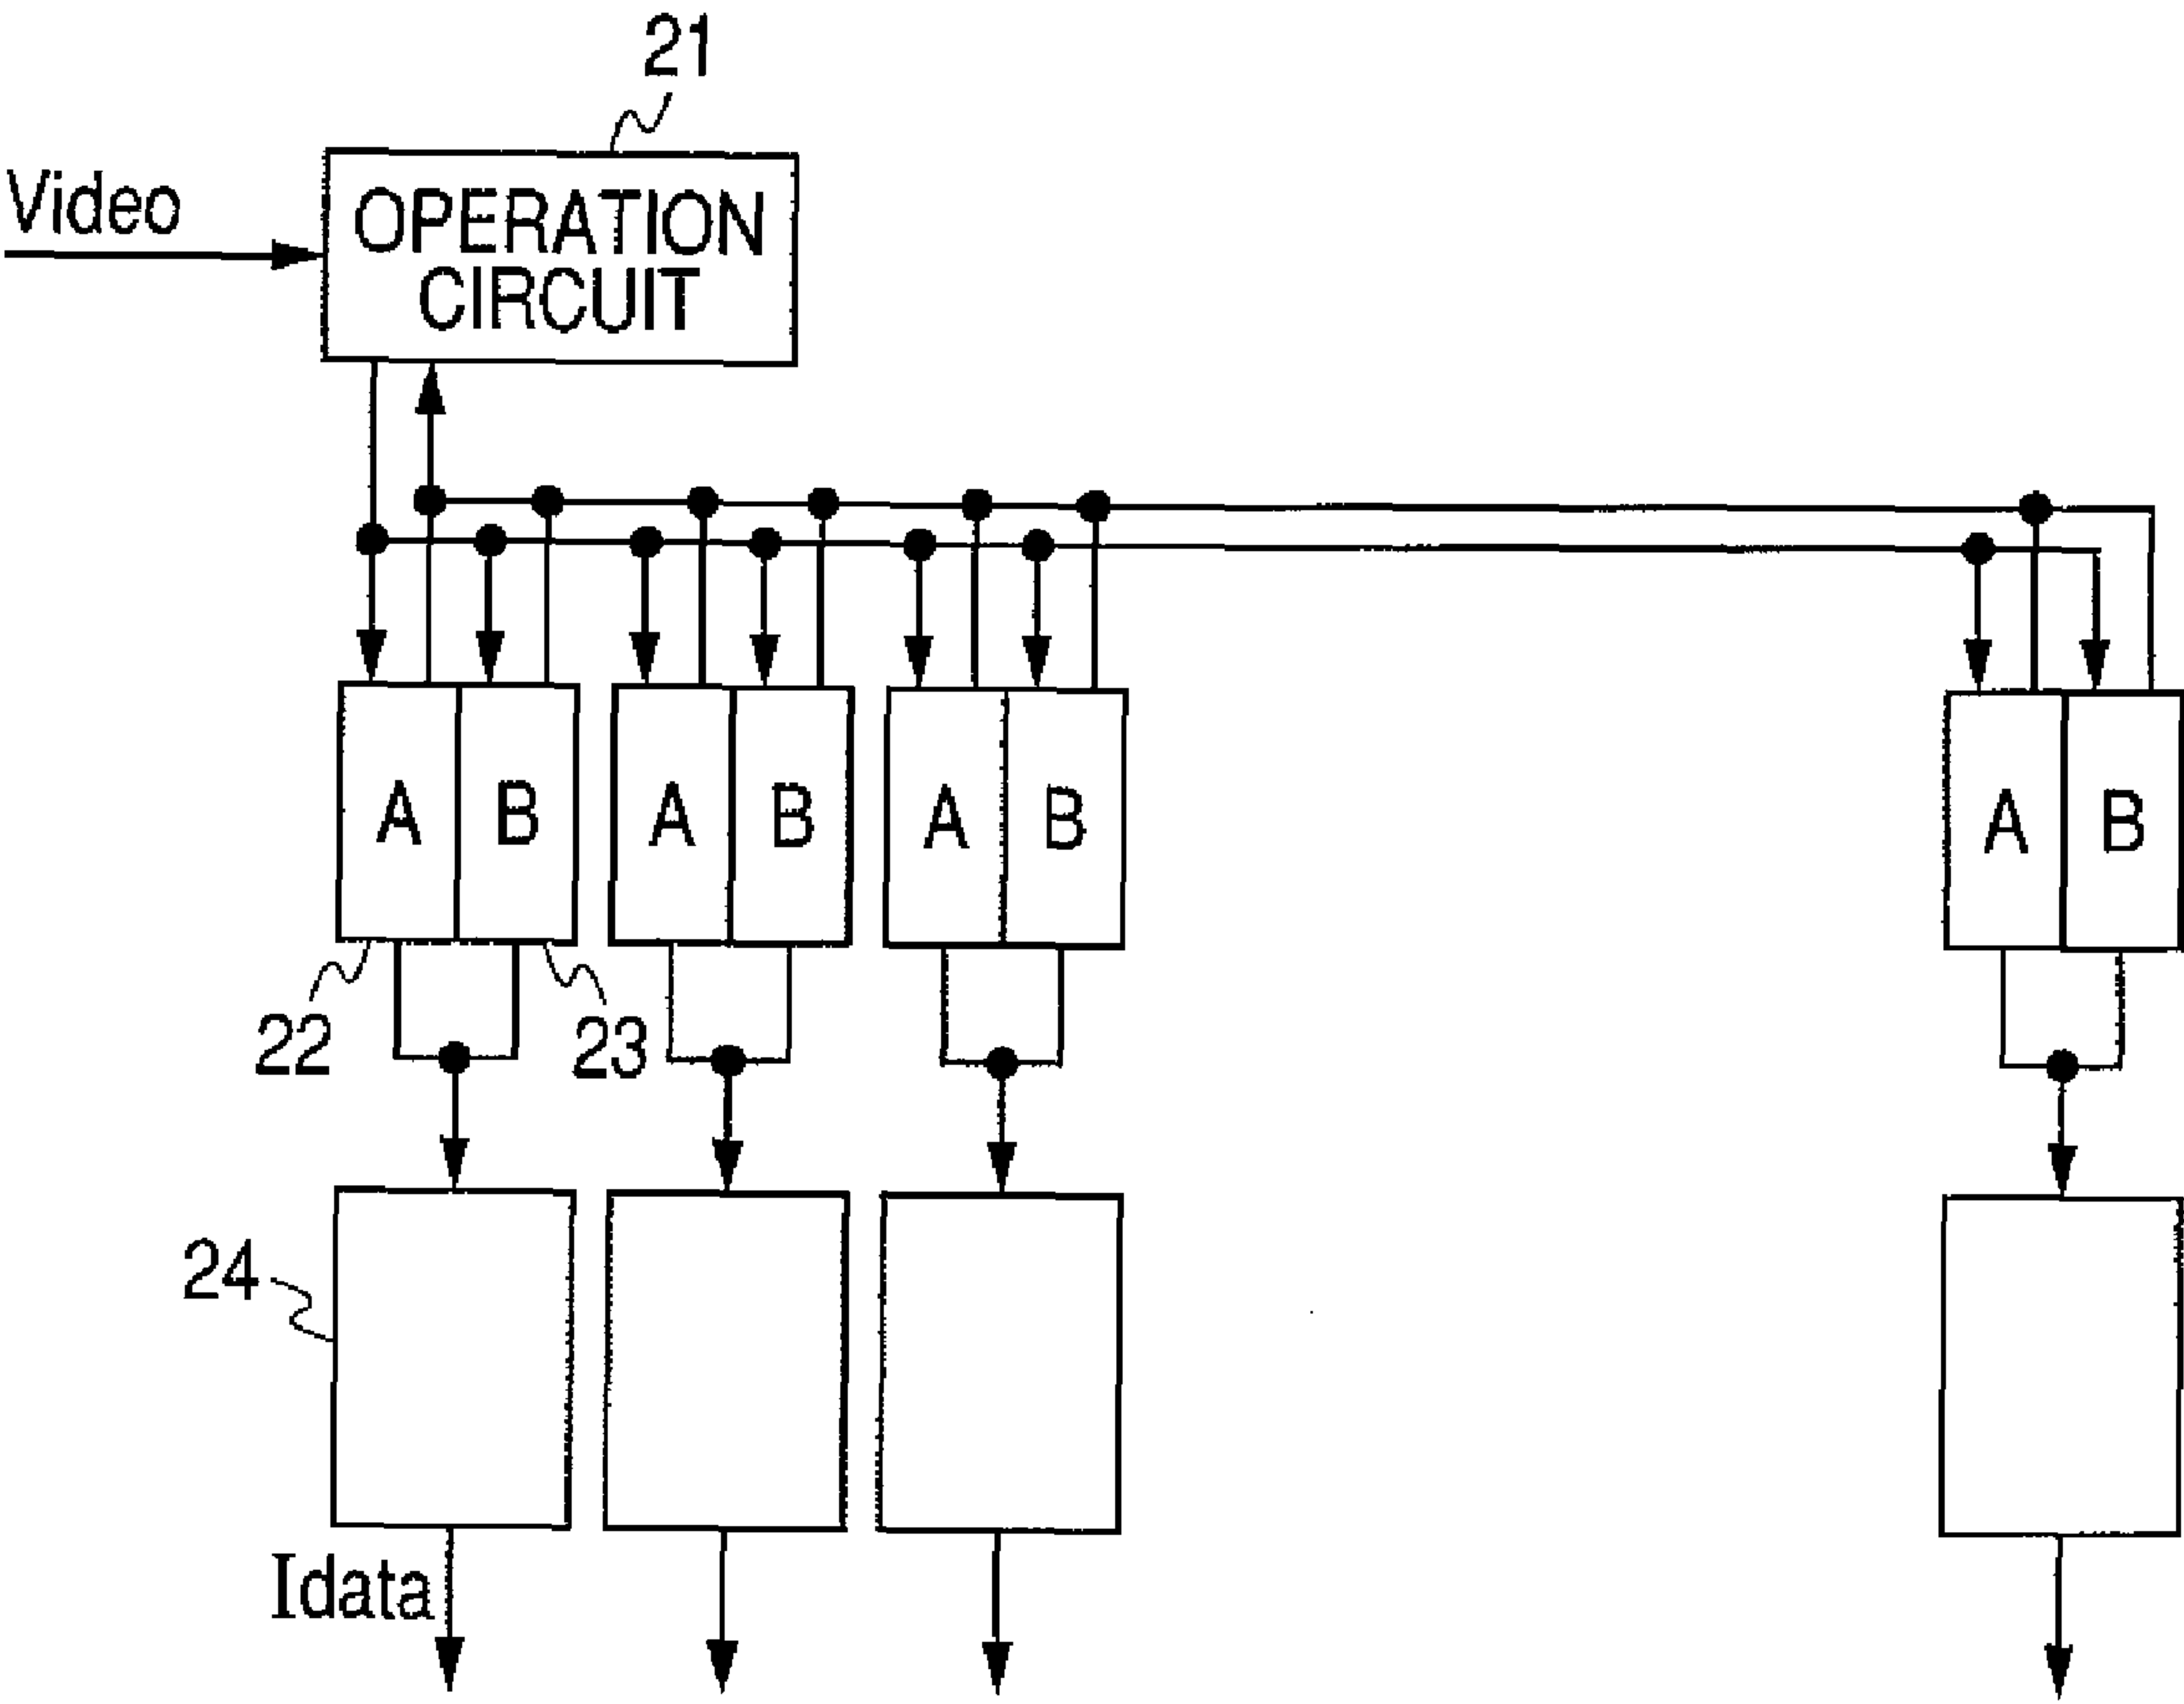 21
Video
OPERATION
CIRCUIT
A B A B A B A B
22 23
24
Idata